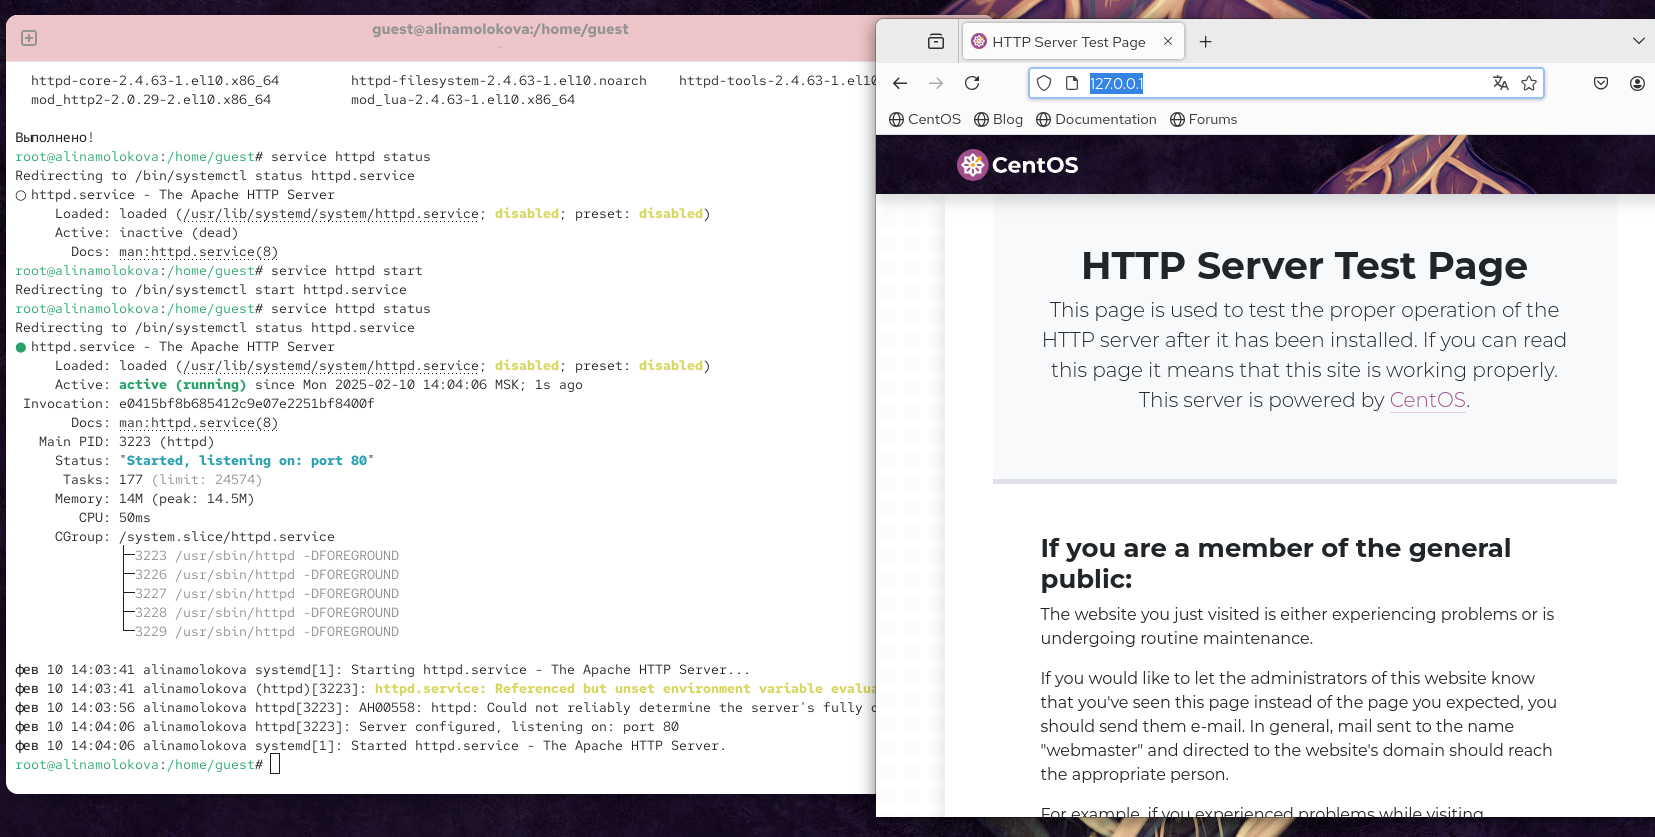 guest@alinamolokova:/home/guest
~
httpd-core-2.4.63-1.el10.x86_64 httpd-filesystem-2.4.63-1.el10.noarch httpd-tools-2.4.63-1.el10
mod_http2-2.0.29-2.el10.x86_64 mod_lua-2.4.63-1.el10.x86_64
Выполнено!
root@alinamolokova:/home/guest# service httpd status
Redirecting to /bin/systemctl status httpd.service
○ httpd.service - The Apache HTTP Server
Loaded: loaded (/usr/lib/systemd/system/httpd.service; disabled; preset: disabled)
Active: inactive (dead)
Docs: man:httpd.service(8)
root@alinamolokova:/home/guest# service httpd start
Redirecting to /bin/systemctl start httpd.service
root@alinamolokova:/home/guest# service httpd status
Redirecting to /bin/systemctl status httpd.service
● httpd.service - The Apache HTTP Server
Loaded: loaded (/usr/lib/systemd/system/httpd.service; disabled; preset: disabled)
Active: active (running) since Mon 2025-02-10 14:04:06 MSK; 1s ago
Invocation: e0415bf8b685412c9e07e2251bf8400f
Docs: man:httpd.service(8)
Main PID: 3223 (httpd)
Status: "Started, listening on: port 80"
Tasks: 177 (limit: 24574)
Memory: 14M (peak: 14.5M)
CPU: 50ms
CGroup: /system.slice/httpd.service
├─3223 /usr/sbin/httpd -DFOREGROUND
├─3226 /usr/sbin/httpd -DFOREGROUND
├─3227 /usr/sbin/httpd -DFOREGROUND
├─3228 /usr/sbin/httpd -DFOREGROUND
└─3229 /usr/sbin/httpd -DFOREGROUND
фев 10 14:03:41 alinamolokova systemd[1]: Starting httpd.service - The Apache HTTP Server...
фев 10 14:03:41 alinamolokova (httpd)[3223]: httpd.service: Referenced but unset environment variable evalua
фев 10 14:03:56 alinamolokova httpd[3223]: AH00558: httpd: Could not reliably determine the server's fully
фев 10 14:04:06 alinamolokova httpd[3223]: Server configured, listening on: port 80
фев 10 14:04:06 alinamolokova systemd[1]: Started httpd.service - The Apache HTTP Server.
root@alinamolokova:/home/guest#
HTTP Server Test Page
127.0.0.1
CentOS Blog Documentation Forums
CentOS
HTTP Server Test Page
This page is used to test the proper operation of the
HTTP server after it has been installed. If you can read
this page it means that this site is working properly.
This server is powered by CentOS.
If you are a member of the general
public:
The website you just visited is either experiencing problems or is
undergoing routine maintenance.
If you would like to let the administrators of this website know
that you've seen this page instead of the page you expected, you
should send them e-mail. In general, mail sent to the name
"webmaster" and directed to the website's domain should reach
the appropriate person.
For example, if you experienced problems while visiting